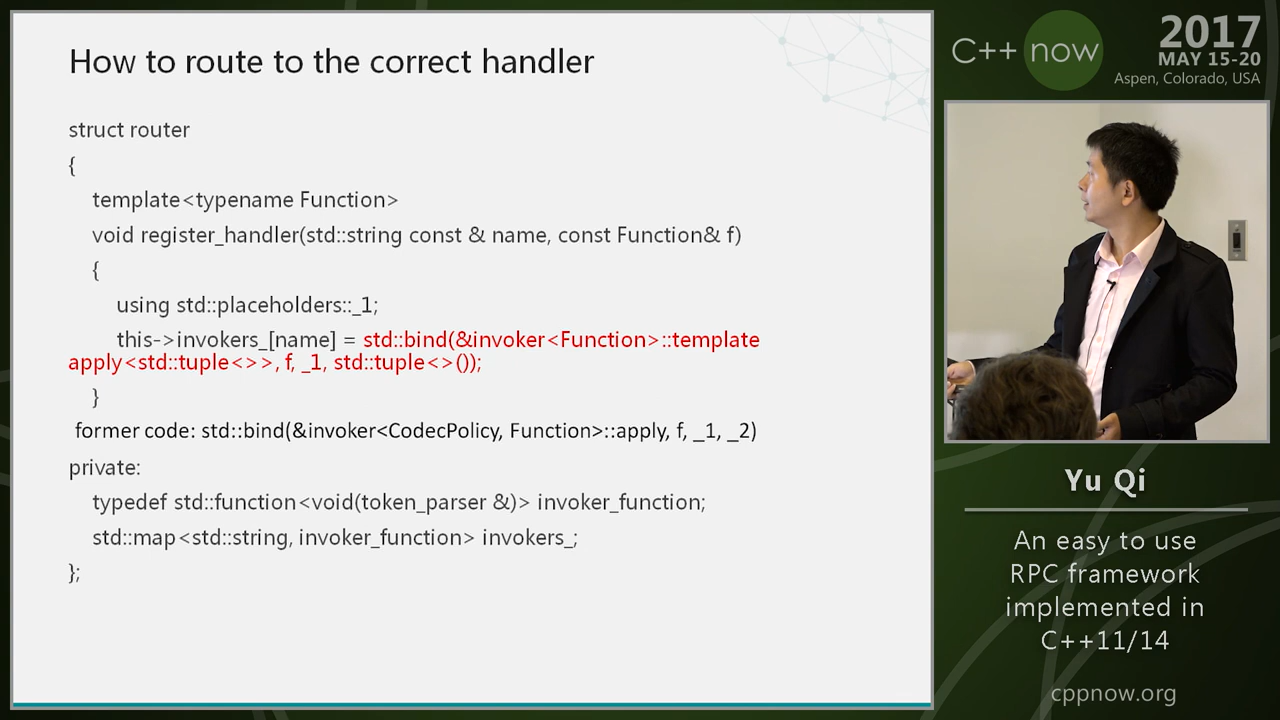 How to route to the correct handler
struct router
{
template<typename Function>
void register_handler(std::string const & name, const Function& f)
{
using std::placeholders::_1;
this->invokers_[name] = std::bind(&invoker<Function>::template
apply<std::tuple<>>, f, _1, std::tuple<>());
}
former code: std::bind(&invoker<CodecPolicy, Function>::apply, f, _1, _2)
private:
typedef std::function<void(token_parser &)> invoker_function;
std::map<std::string, invoker_function> invokers_;
};
C++ now
2017
MAY 15-20
Aspen, Colorado, USA
Yu Qi
An easy to use
RPC framework
implemented in
C++11/14
cppnow.org